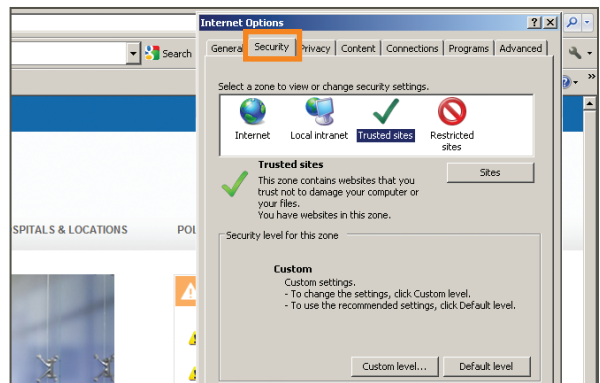 Internet Options
Search
General Security Privacy Content Connections Programs Advanced
Select a zone to view or change security settings.
Internet Local intranet Trusted sites Restricted
sites
Trusted sites
Sites
This zone contains websites that you
trust not to damage your computer or
your files.
You have websites in this zone.
SPITALS & LOCATIONS
POL
Security level for this zone
Custom
Custom settings.
- To change the settings, click Custom level.
- To use the recommended settings, click Default level.
Custom level... Default level